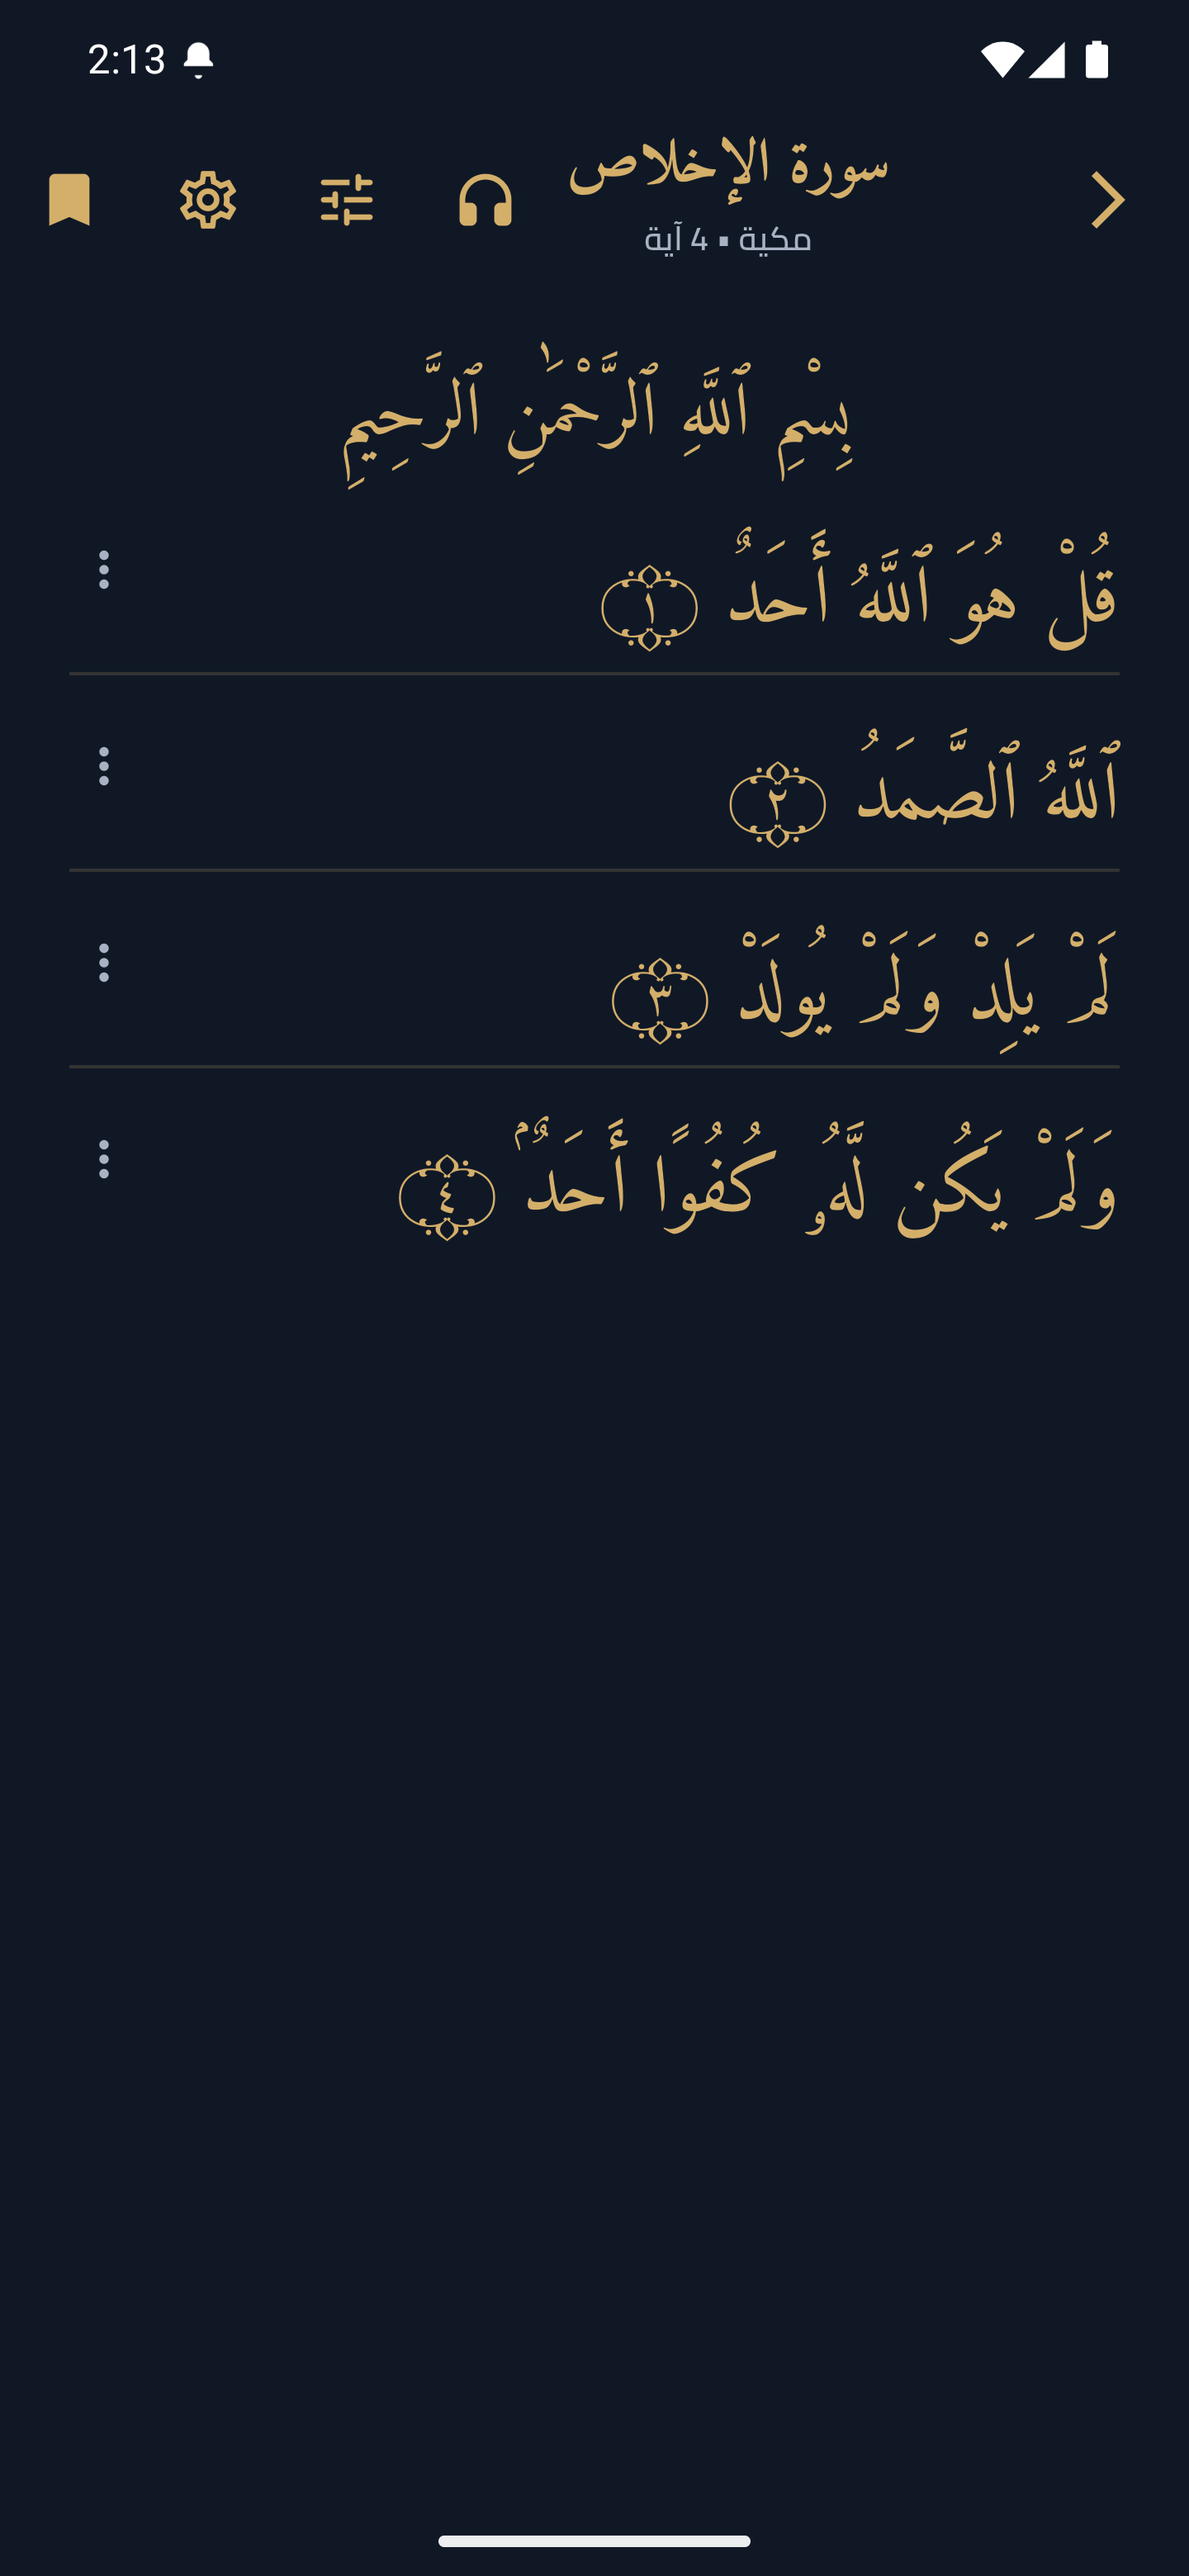 2:13
سورة الإخلاص
مكية ▪ 4 آية
بِسْمِ ٱللَّهِ ٱلرَّحْمَٰنِ ٱلرَّحِيمِ
قُلْ هُوَ ٱللَّهُ أَحَدٌ ١
ٱللَّهُ ٱلصَّمَدُ ٢
لَمْ يَلِدْ وَلَمْ يُولَدْ ٣
وَلَمْ يَكُن لَّهُۥ كُفُوًا أَحَدٌۢ ٤